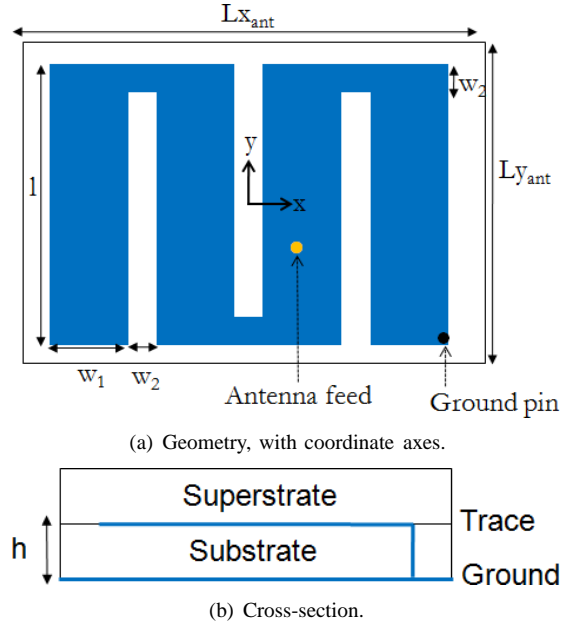 Lx_ant
w_2
y
x
l
Ly_ant
w_1
w_2
Antenna feed
Ground pin
(a) Geometry, with coordinate axes.
Superstrate
Trace
h
Substrate
Ground
(b) Cross-section.